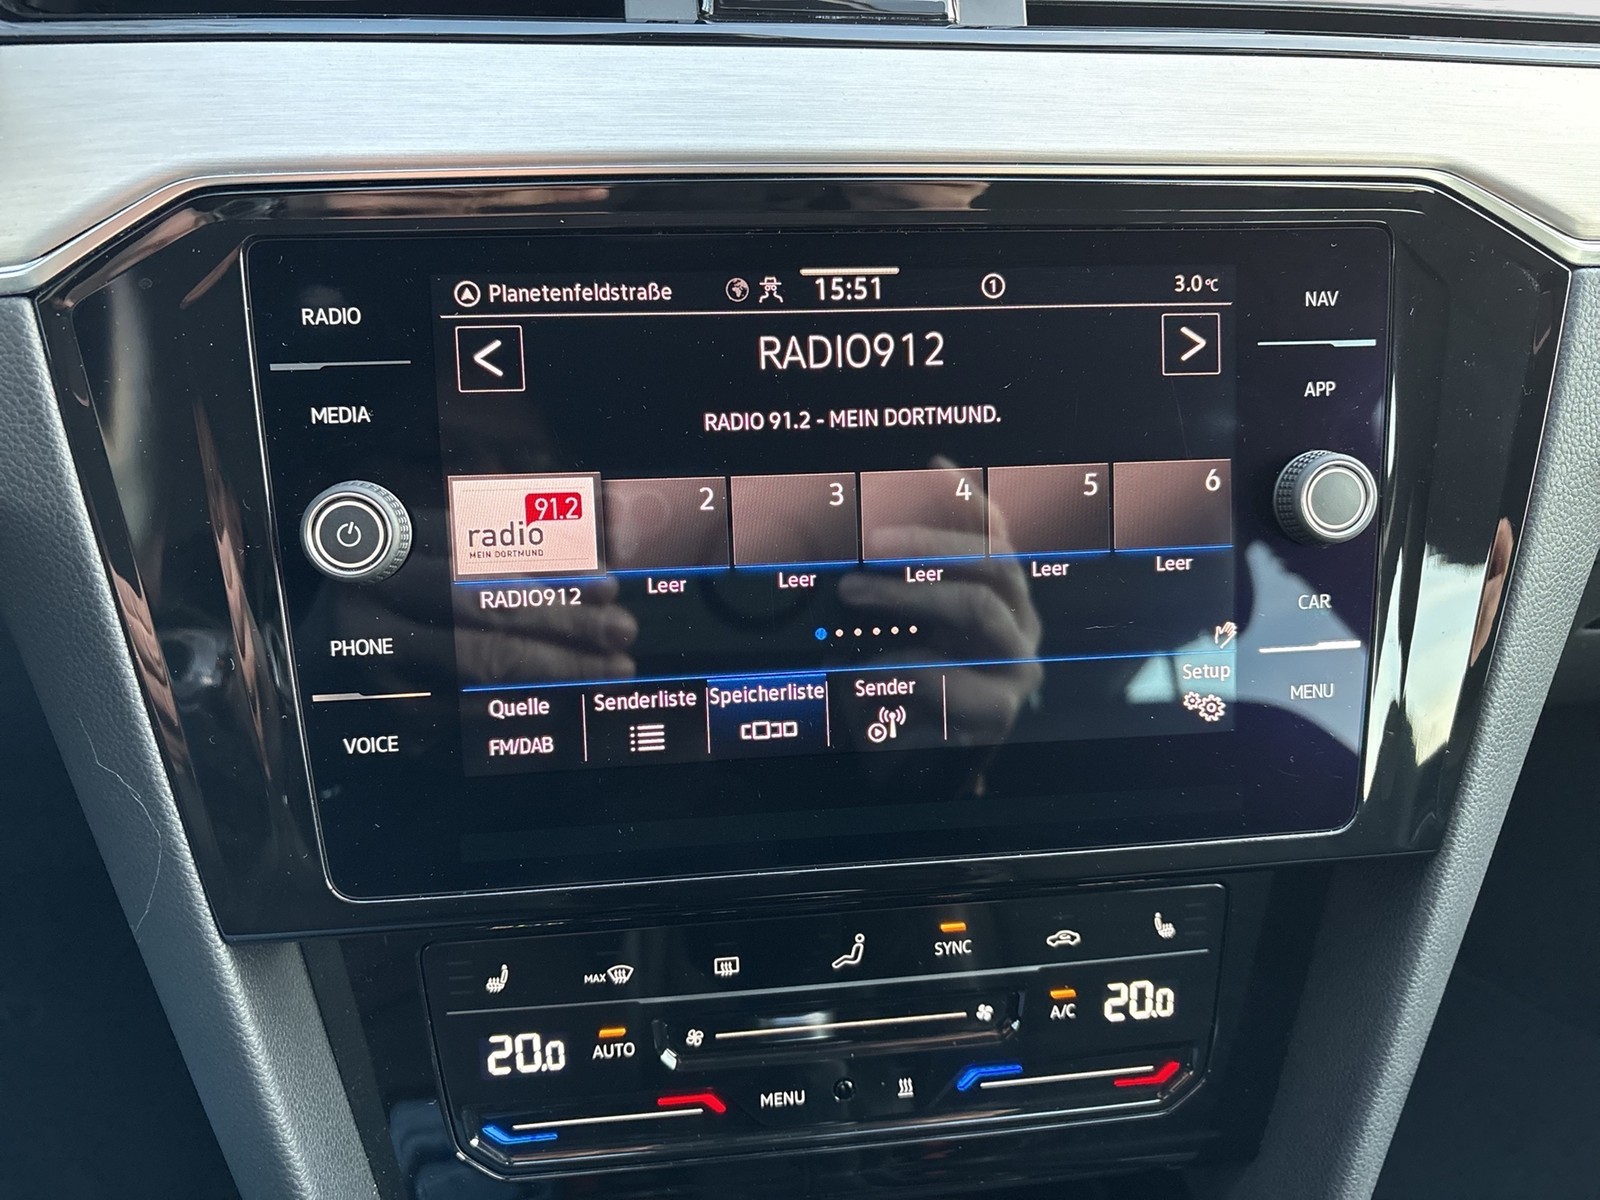 Planetenfeldstraße 15:51 1 3.0°C
RADIO
NAV
< RADIO912 >
MEDIA
APP
RADIO 91.2 - MEIN DORTMUND.
91.2
radio
MEIN DORTMUND
2 3 4 5 6
RADIO912 Leer Leer Leer Leer Leer
CAR
PHONE
Setup
MENU
Quelle Senderliste Speicherliste Sender
FM/DAB
VOICE
MAX SYNC
20.0 AUTO A/C 20.0
MENU